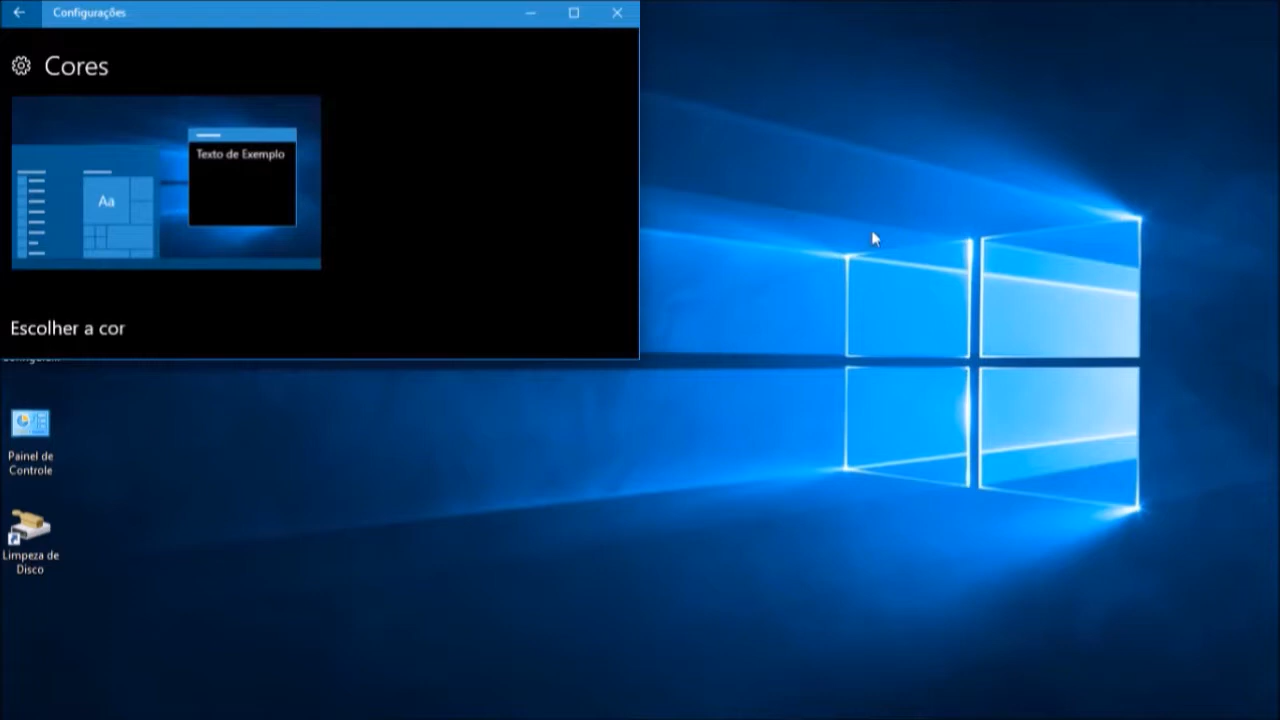 Configurações
Cores
Texto de Exemplo
Aa
Escolher a cor
Painel de
Controle
Limpeza de
Disco